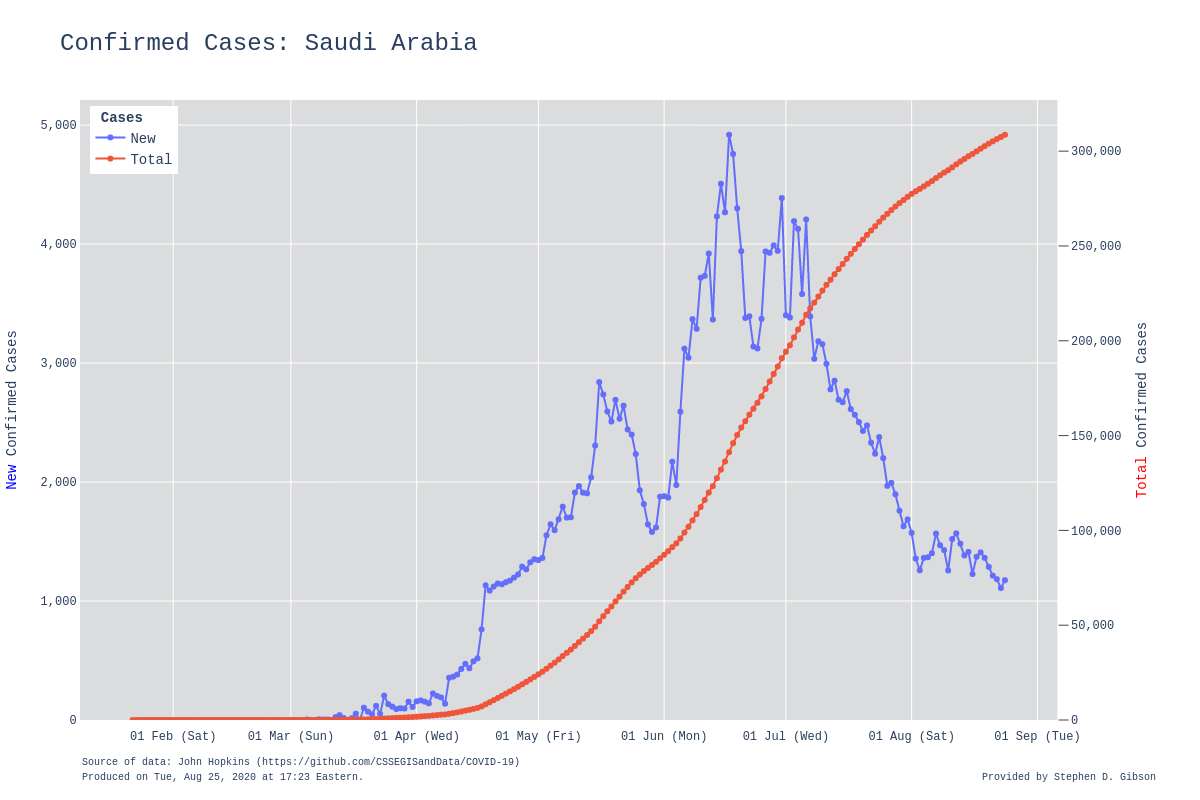 Confirmed Cases: Saudi Arabia
Cases
New
Total
5,000
4,000
3,000
2,000
1,000
0
300,000
250,000
200,000
150,000
100,000
50,000
0
New Confirmed Cases
Total Confirmed Cases
01 Feb (Sat) 01 Mar (Sun) 01 Apr (Wed) 01 May (Fri) 01 Jun (Mon) 01 Jul (Wed) 01 Aug (Sat) 01 Sep (Tue)
Source of data: John Hopkins (https://github.com/CSSEGISandData/COVID-19)
Produced on Tue, Aug 25, 2020 at 17:23 Eastern.
Provided by Stephen D. Gibson